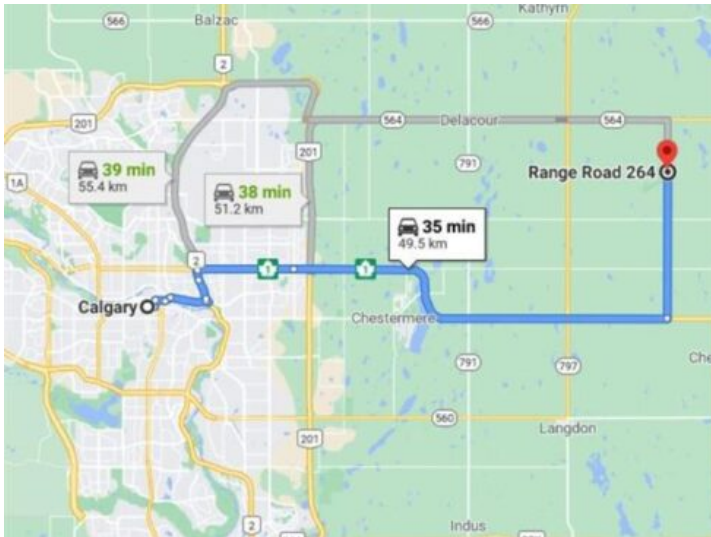 Kathyrn
566
Balzac
566
2
201
564
Delacour
564
39 min
55.4 km
201
791
1A
38 min
51.2 km
Range Road 264
35 min
49.5 km
2
1
1
Calgary
Chestermere
791
797
Che
560
Langdon
201
2
Indus